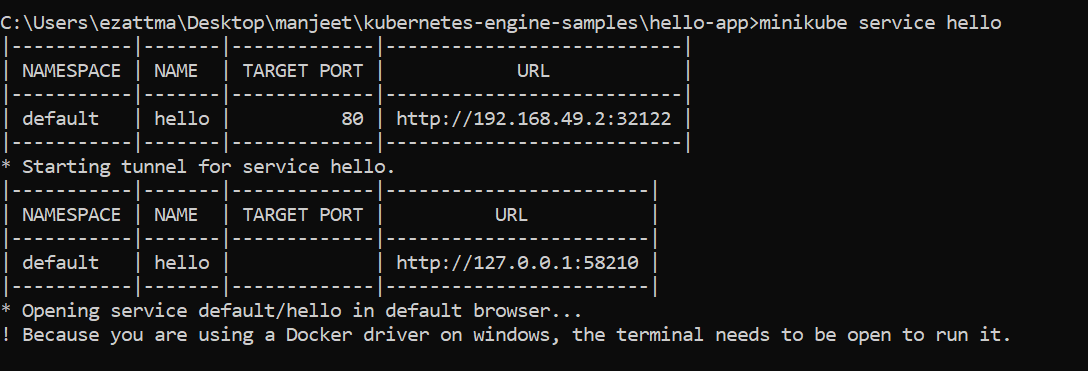 C:\Users\ezattma\Desktop\manjeet\kubernetes-engine-samples\hello-app>minikube service hello
|-----------|-------|-------------|---------------------------|
| NAMESPACE | NAME  | TARGET PORT |            URL            |
|-----------|-------|-------------|---------------------------|
| default   | hello |          80 | http://192.168.49.2:32122 |
|-----------|-------|-------------|---------------------------|
* Starting tunnel for service hello.
|-----------|-------|-------------|------------------------|
| NAMESPACE | NAME  | TARGET PORT |          URL           |
|-----------|-------|-------------|------------------------|
| default   | hello |             | http://127.0.0.1:58210 |
|-----------|-------|-------------|------------------------|
* Opening service default/hello in default browser...
! Because you are using a Docker driver on windows, the terminal needs to be open to run it.